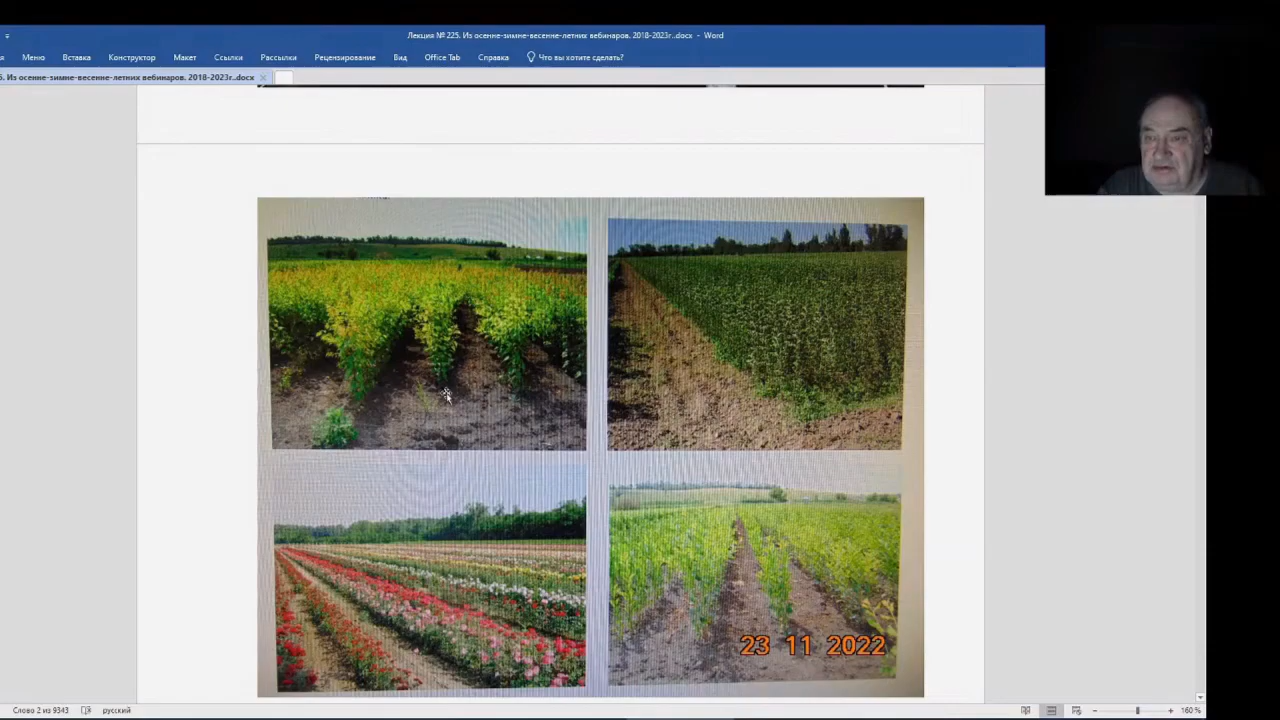 Лекция № 225. Из осенне-зимне-весенне-летних вебинаров. 2018-2023г..docx - Word
Меню Вставка Конструктор Макет Ссылки Рассылки Рецензирование Вид Office Tab Справка Что вы хотите сделать?
Из осенне-зимне-весенне-летних вебинаров. 2018-2023г..docx
23 11 2022
Слово 2 из 9343 русский 160 %